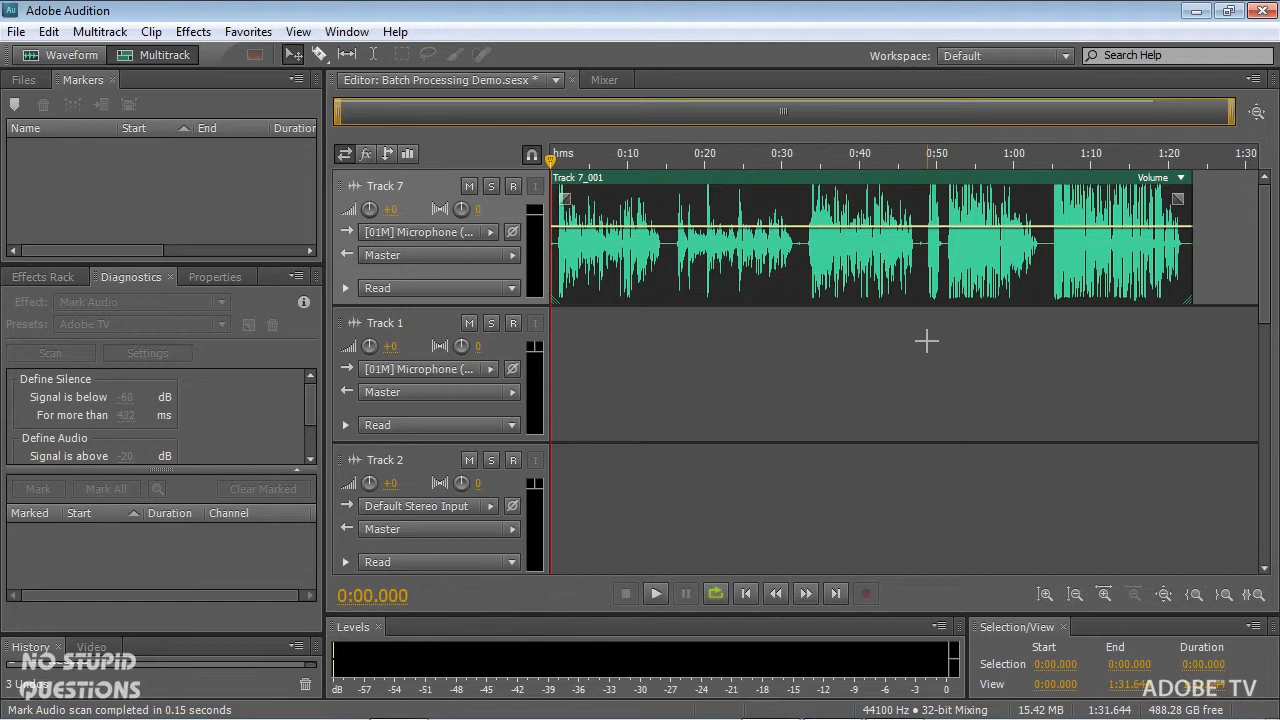 Au Adobe Audition
File Edit Multitrack Clip Effects Favorites View Window Help
Waveform Multitrack Workspace: Default Search Help
Files Markers × Editor: Batch Processing Demo.sesx * × Mixer
Name Start End Duration
hms 0:10 0:20 0:30 0:40 0:50 1:00 1:10 1:20 1:30
Track 7 M S R I
Track 7_001 Volume
+0 0
[01M] Microphone (...
Master
Read
Effects Rack Diagnostics × Properties
Effect: Mark Audio
Presets: Adobe TV
Scan Settings
Define Silence
Signal is below -60 dB
For more than 432 ms
Define Audio
Signal is above -20 dB
Mark Mark All Clear Marked
Marked Start Duration Channel
Track 1 M S R I
+0 0
[01M] Microphone (...
Master
Read
Track 2 M S R I
+0 0
Default Stereo Input
Master
Read
0:00.000
History × Video
3 Undos
NO STUPID
QUESTIONS
Levels ×
dB -57 -54 -51 -48 -45 -42 -39 -36 -33 -30 -27 -24 -21 -18 -15 -12 -9 -6 -3 0
Selection/View ×
Start End Duration
Selection 0:00.000 0:00.000 0:00.000
View 0:00.000 1:31.644
ADOBE TV
Mark Audio scan completed in 0.15 seconds
44100 Hz • 32-bit Mixing 15.42 MB 1:31.644 488.28 GB free